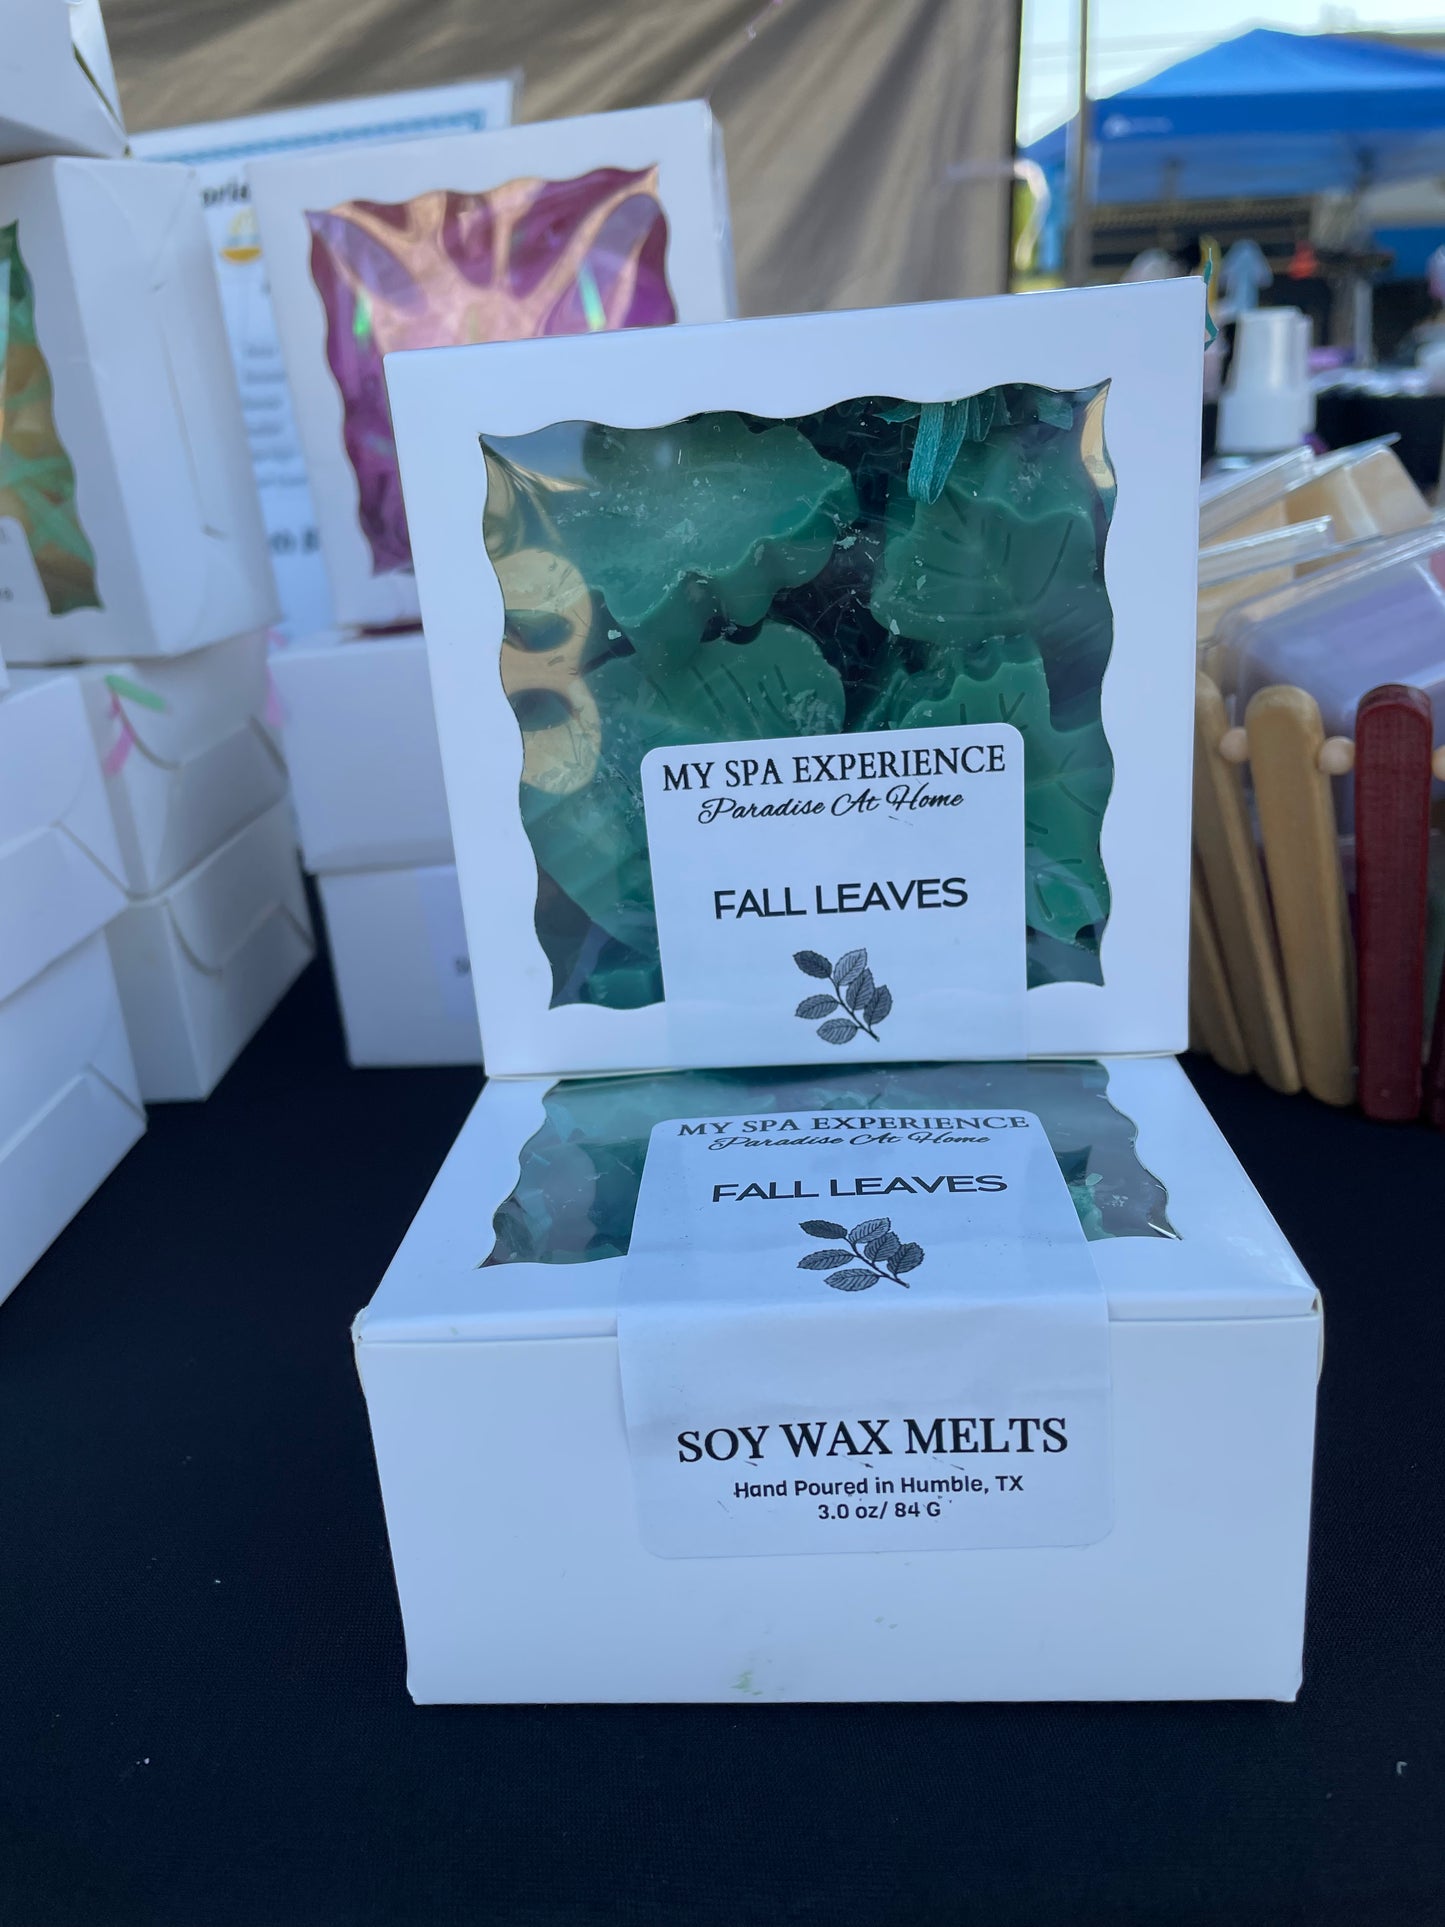 MY SPA EXPERIENCE
Paradise At Home
FALL LEAVES
MY SPA EXPERIENCE
Paradise At Home
FALL LEAVES
SOY WAX MELTS
Hand Poured in Humble, TX
3.0 oz/ 84 G